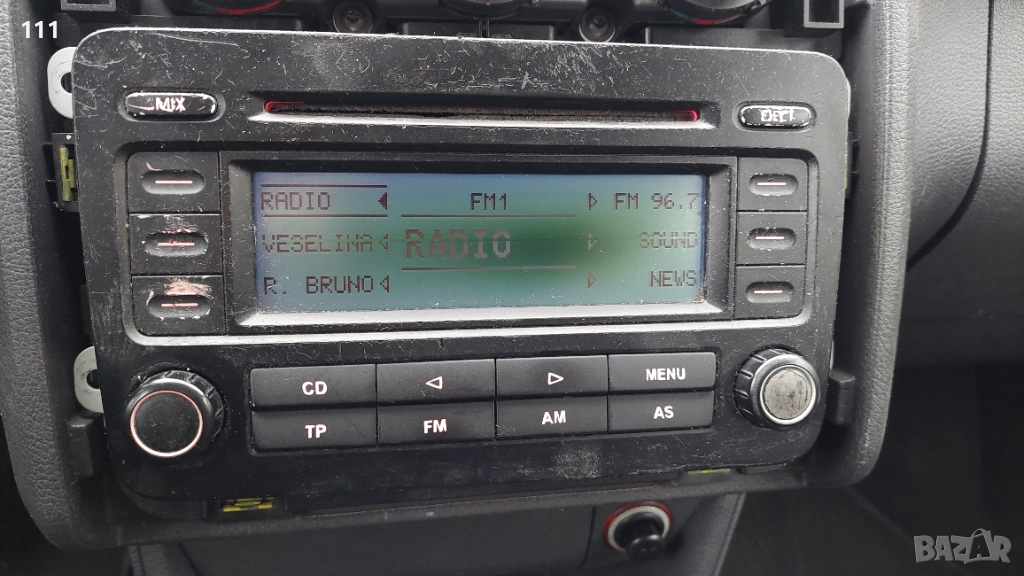 111
MIX
RADIO FM1 FM 96.7
VESELINA RADIO SOUND
R. BRUNO NEWS
CD MENU
TP FM AM AS
BAZAR